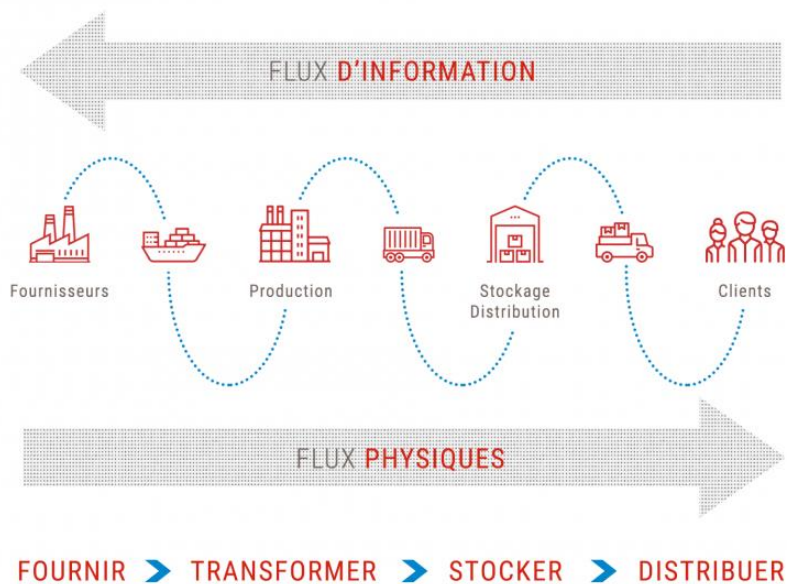 FLUX D'INFORMATION
Fournisseurs
Production
Stockage
Distribution
Clients
FLUX PHYSIQUES
FOURNIR TRANSFORMER STOCKER DISTRIBUER